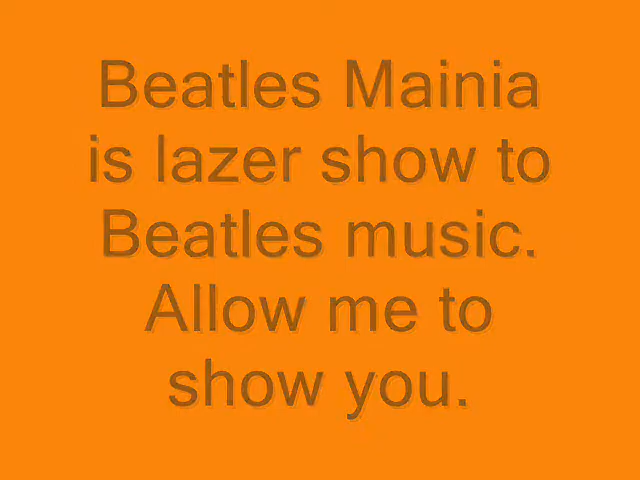 Beatles Mainia
is lazer show to
Beatles music.
Allow me to
show you.